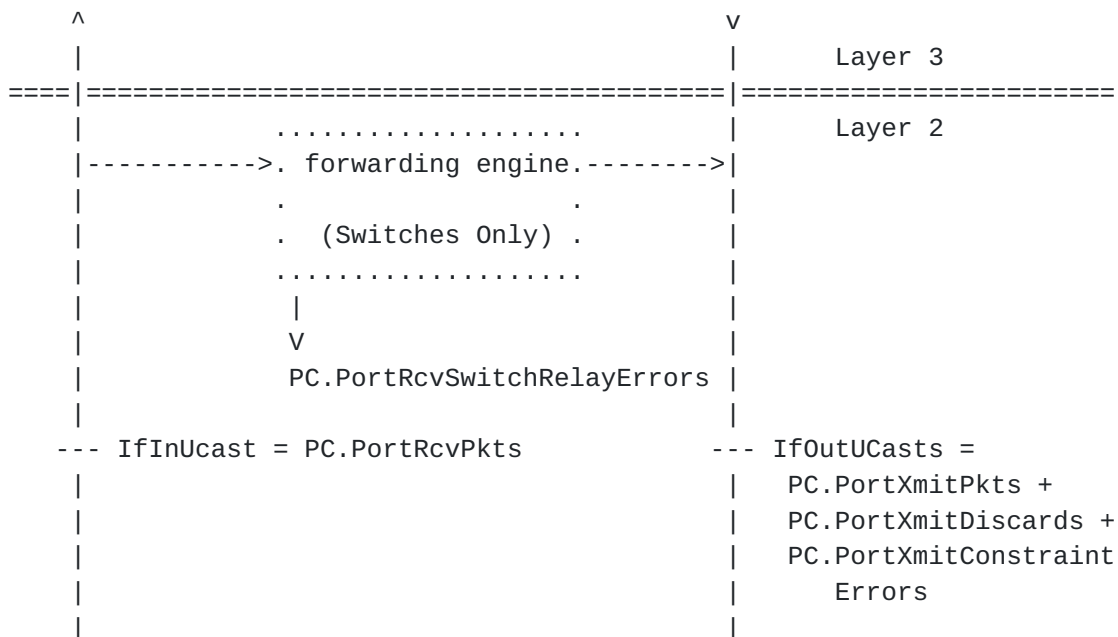 ^ v
| | Layer 3
====|=========================================|========================
| .................... | Layer 2
|----------->. forwarding engine.-------->|
| . . |
| . (Switches Only) . |
| .................... |
| | |
| V |
| PC.PortRcvSwitchRelayErrors |
| |
--- IfInUcast = PC.PortRcvPkts --- IfOutUCasts =
| | PC.PortXmitPkts +
| | PC.PortXmitDiscards +
| | PC.PortXmitConstraint
| | Errors
| |